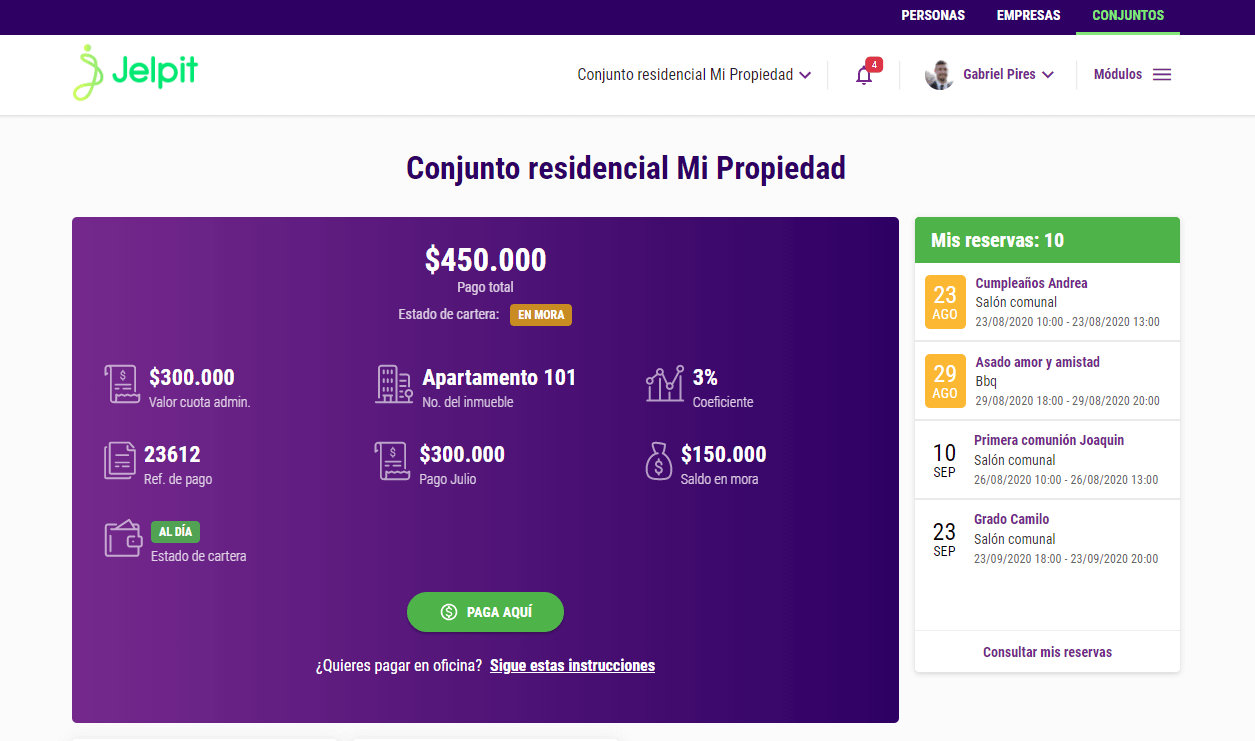 PERSONAS EMPRESAS CONJUNTOS
Jelpit
Conjunto residencial Mi Propiedad
4
Gabriel Pires
Módulos
Conjunto residencial Mi Propiedad
$450.000
Pago total
Estado de cartera: EN MORA
$300.000
Valor cuota admin.
Apartamento 101
No. del inmueble
3%
Coeficiente
23612
Ref. de pago
$300.000
Pago Julio
$150.000
Saldo en mora
AL DÍA
Estado de cartera
PAGA AQUÍ
¿Quieres pagar en oficina? Sigue estas instrucciones
Mis reservas: 10
23
AGO
Cumpleaños Andrea
Salón comunal
23/08/2020 10:00 - 23/08/2020 13:00
29
AGO
Asado amor y amistad
Bbq
29/08/2020 18:00 - 29/08/2020 20:00
10
SEP
Primera comunión Joaquin
Salón comunal
26/08/2020 10:00 - 26/08/2020 13:00
23
SEP
Grado Camilo
Salón comunal
23/09/2020 18:00 - 23/09/2020 20:00
Consultar mis reservas